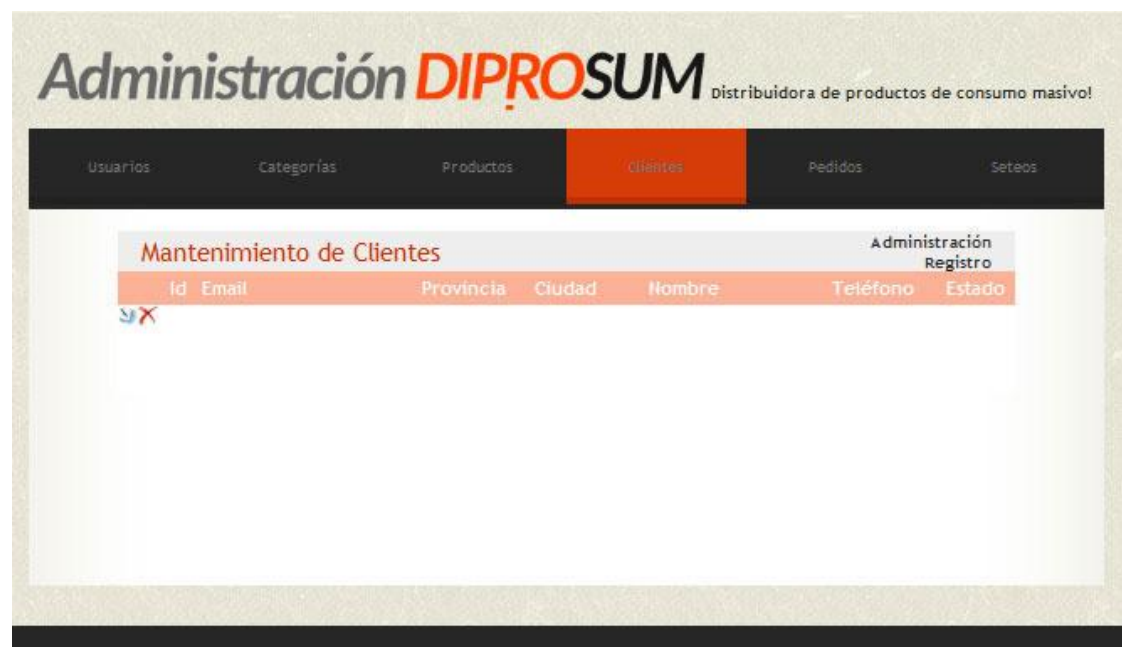 Administración DIPROSUM Distribuidora de productos de consumo masivo!
Usuarios Categorías Productos Clientes Pedidos Seteos
Mantenimiento de Clientes
Administración
Registro
Id Email Provincia Ciudad Nombre Teléfono Estado